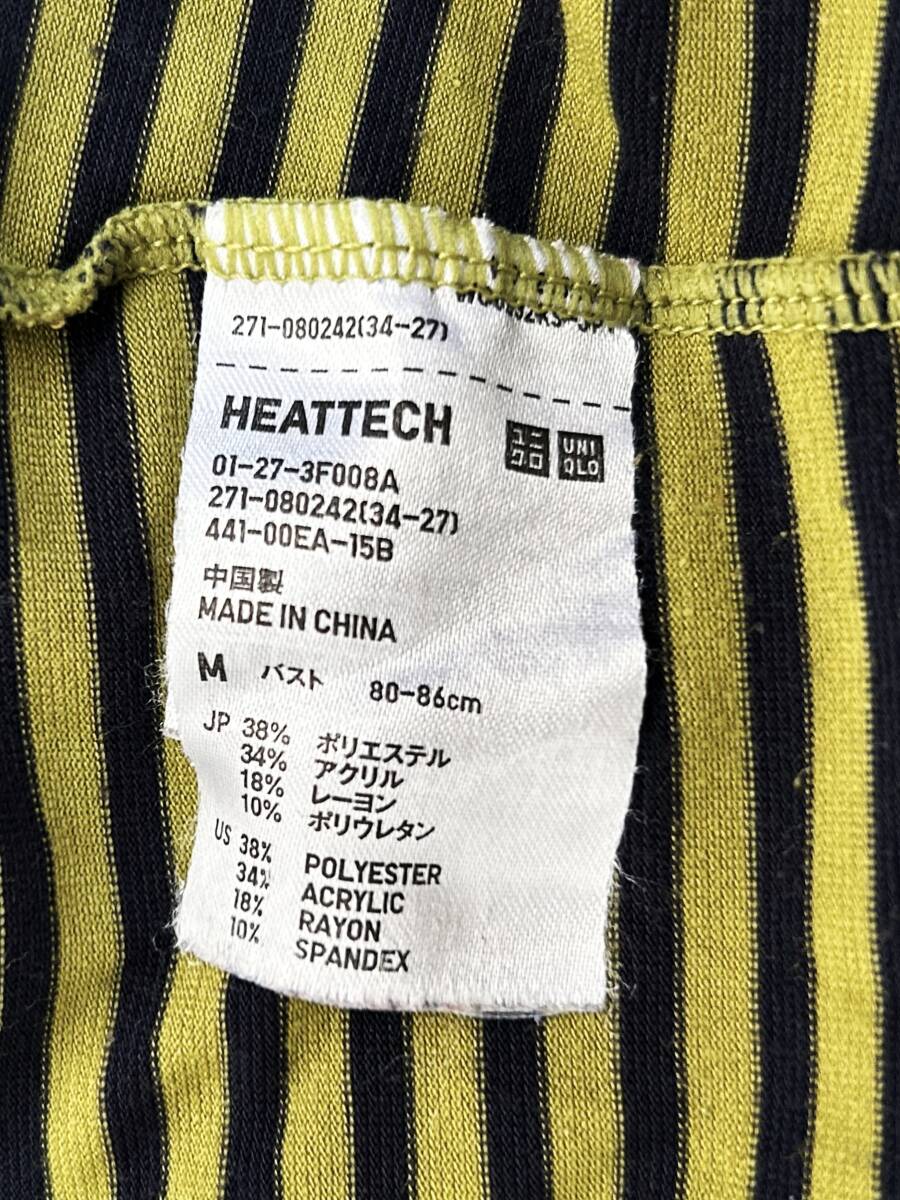 271-080242(34-27)
HEATTECH
ユニ
クロ
UNI
QLO
01-27-3F008A
271-080242(34-27)
441-00EA-15B
中国製
MADE IN CHINA
M バスト 80-86cm
JP 38% ポリエステル
34% アクリル
18% レーヨン
10% ポリウレタン
US 38% POLYESTER
34% ACRYLIC
18% RAYON
10% SPANDEX